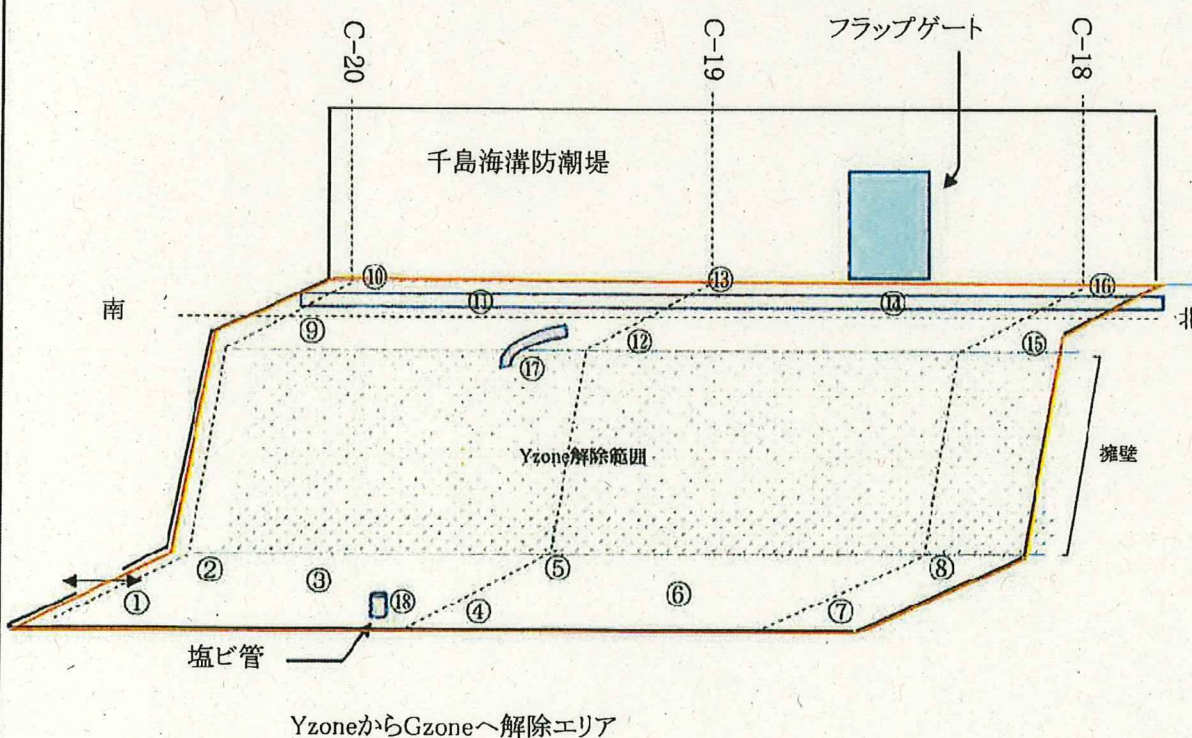 フラップゲート
C-20
C-19
C-18
千島海溝防潮堤
⑩
⑬
⑯
南
⑪
⑭
北
⑨
⑫
⑮
⑰
Yzone解除範囲
擁壁
②
③
⑤
⑥
⑧
①
⑱
④
⑦
塩ビ管
YzoneからGzoneへ解除エリア